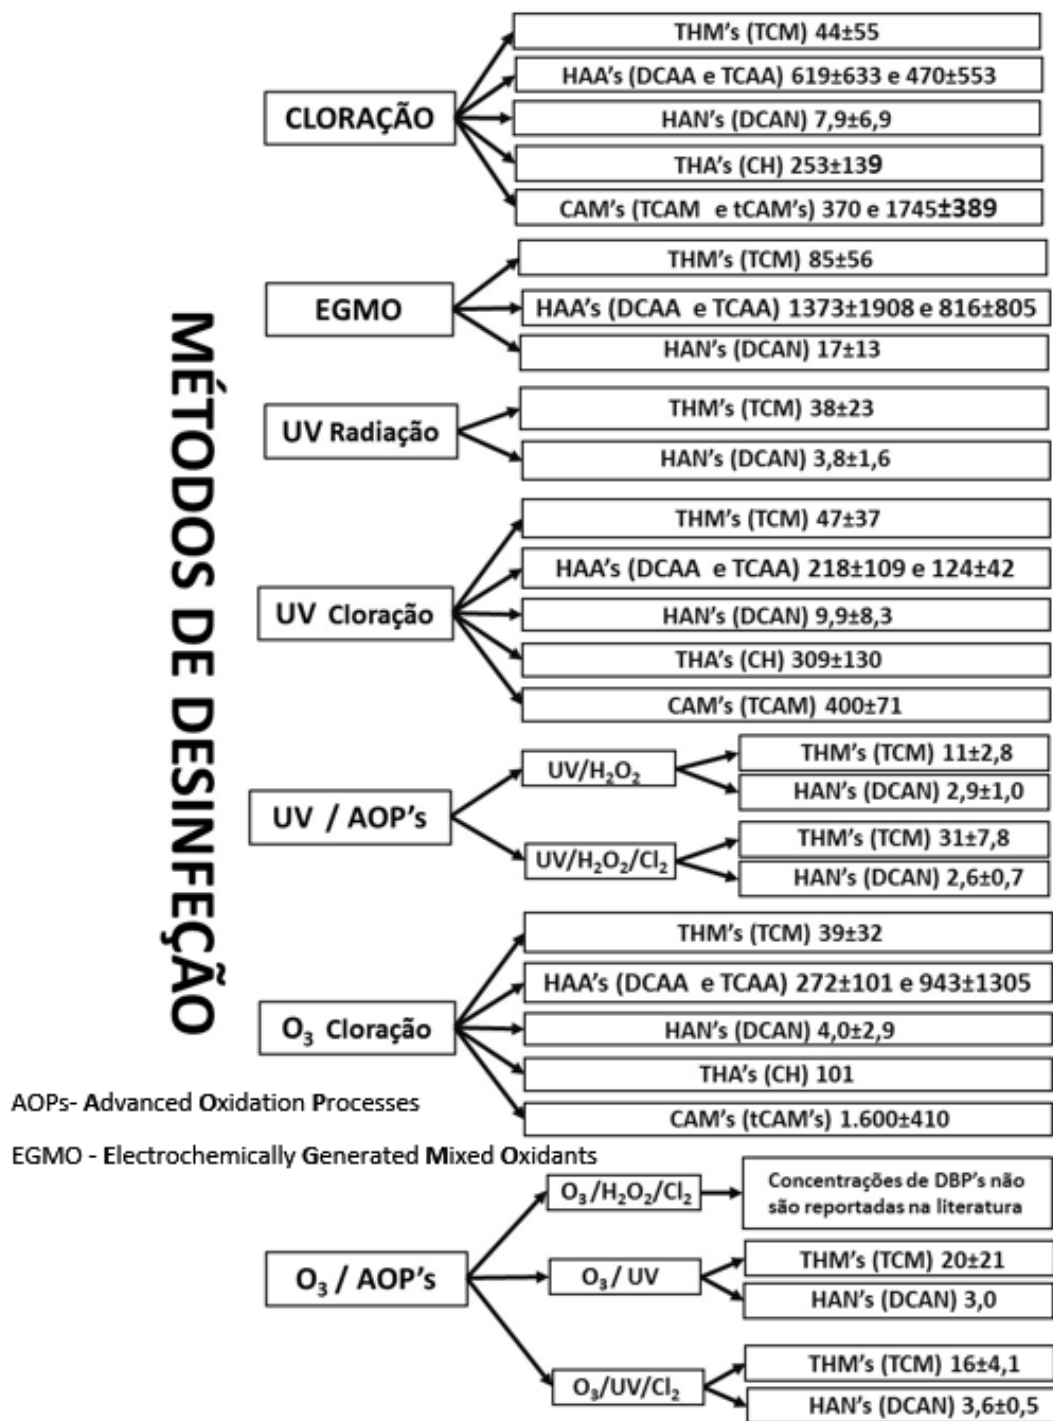 MÉTODOS DE DESINFEÇÃO
CLORAÇÃO
THM's (TCM) 44±55
HAA's (DCAA e TCAA) 619±633 e 470±553
HAN's (DCAN) 7,9±6,9
THA's (CH) 253±139
CAM's (TCAM e tCAM's) 370 e 1745±389
EGMO
THM's (TCM) 85±56
HAA's (DCAA e TCAA) 1373±1908 e 816±805
HAN's (DCAN) 17±13
UV Radiação
THM's (TCM) 38±23
HAN's (DCAN) 3,8±1,6
UV Cloração
THM's (TCM) 47±37
HAA's (DCAA e TCAA) 218±109 e 124±42
HAN's (DCAN) 9,9±8,3
THA's (CH) 309±130
CAM's (TCAM) 400±71
UV / AOP's
UV/H₂O₂
THM's (TCM) 11±2,8
HAN's (DCAN) 2,9±1,0
UV/H₂O₂/Cl₂
THM's (TCM) 31±7,8
HAN's (DCAN) 2,6±0,7
O₃ Cloração
THM's (TCM) 39±32
HAA's (DCAA e TCAA) 272±101 e 943±1305
HAN's (DCAN) 4,0±2,9
THA's (CH) 101
CAM's (tCAM's) 1.600±410
AOPs- Advanced Oxidation Processes
EGMO - Electrochemically Generated Mixed Oxidants
O₃ / AOP's
O₃/H₂O₂/Cl₂
Concentrações de DBP's não
são reportadas na literatura
O₃/ UV
THM's (TCM) 20±21
HAN's (DCAN) 3,0
O₃/UV/Cl₂
THM's (TCM) 16±4,1
HAN's (DCAN) 3,6±0,5